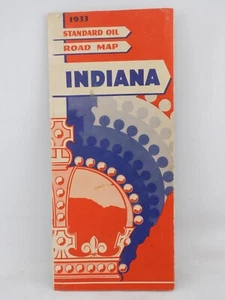 1933
STANDARD OIL
ROAD MAP
INDIANA